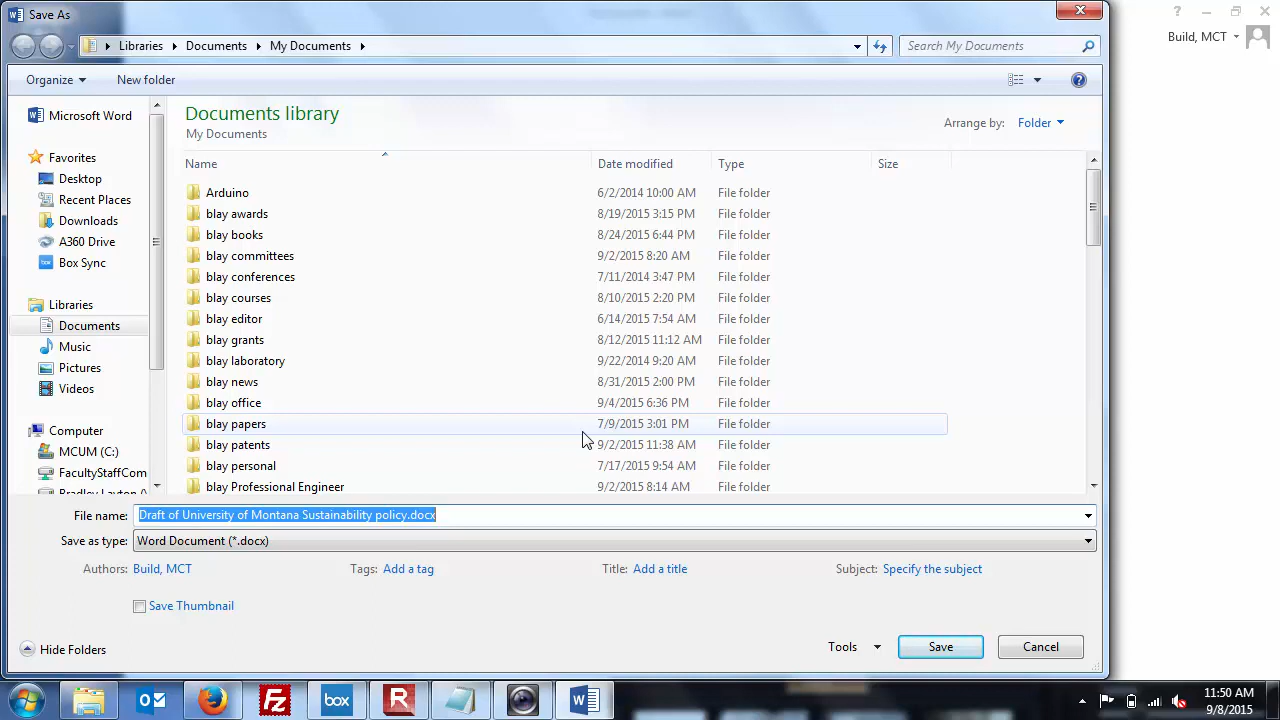 Save As
Build, MCT
Libraries Documents My Documents
Search My Documents
Organize New folder
Microsoft Word
Favorites
Desktop
Recent Places
Downloads
A360 Drive
Box Sync
Libraries
Documents
Music
Pictures
Videos
Computer
MCUM (C:)
FacultyStaffCom
Bradley Layton (
Documents library
My Documents
Arrange by: Folder
Name Date modified Type Size
Arduino 6/2/2014 10:00 AM File folder
blay awards 8/19/2015 3:15 PM File folder
blay books 8/24/2015 6:44 PM File folder
blay committees 9/2/2015 8:20 AM File folder
blay conferences 7/11/2014 3:47 PM File folder
blay courses 8/10/2015 2:20 PM File folder
blay editor 6/14/2015 7:54 AM File folder
blay grants 8/12/2015 11:12 AM File folder
blay laboratory 9/22/2014 9:20 AM File folder
blay news 8/31/2015 2:00 PM File folder
blay office 9/4/2015 6:36 PM File folder
blay papers 7/9/2015 3:01 PM File folder
blay patents 9/2/2015 11:38 AM File folder
blay personal 7/17/2015 9:54 AM File folder
blay Professional Engineer 9/2/2015 8:14 AM File folder
File name: Draft of University of Montana Sustainability policy.docx
Save as type: Word Document (*.docx)
Authors: Build, MCT Tags: Add a tag Title: Add a title Subject: Specify the subject
Save Thumbnail
Hide Folders
Tools Save Cancel
box
11:50 AM
9/8/2015